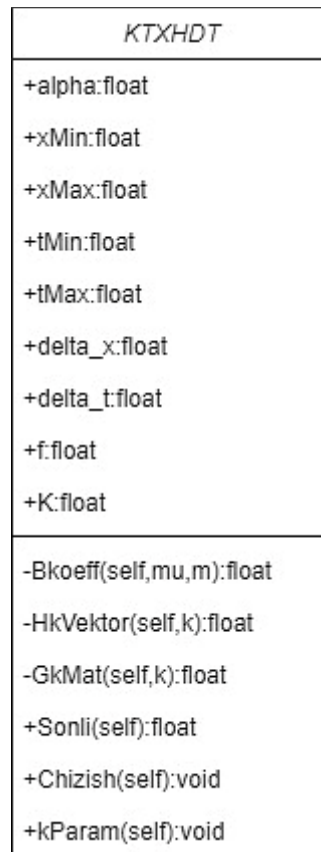 KTXHDT
+alpha:float
+xMin:float
+xMax:float
+tMin:float
+tMax:float
+delta_x:float
+delta_t:float
+f:float
+K:float
-Bkoeff(self,mu,m):float
-HkVektor(self,k):float
-GkMat(self,k):float
+Sonli(self):float
+Chizish(self):void
+kParam(self):void